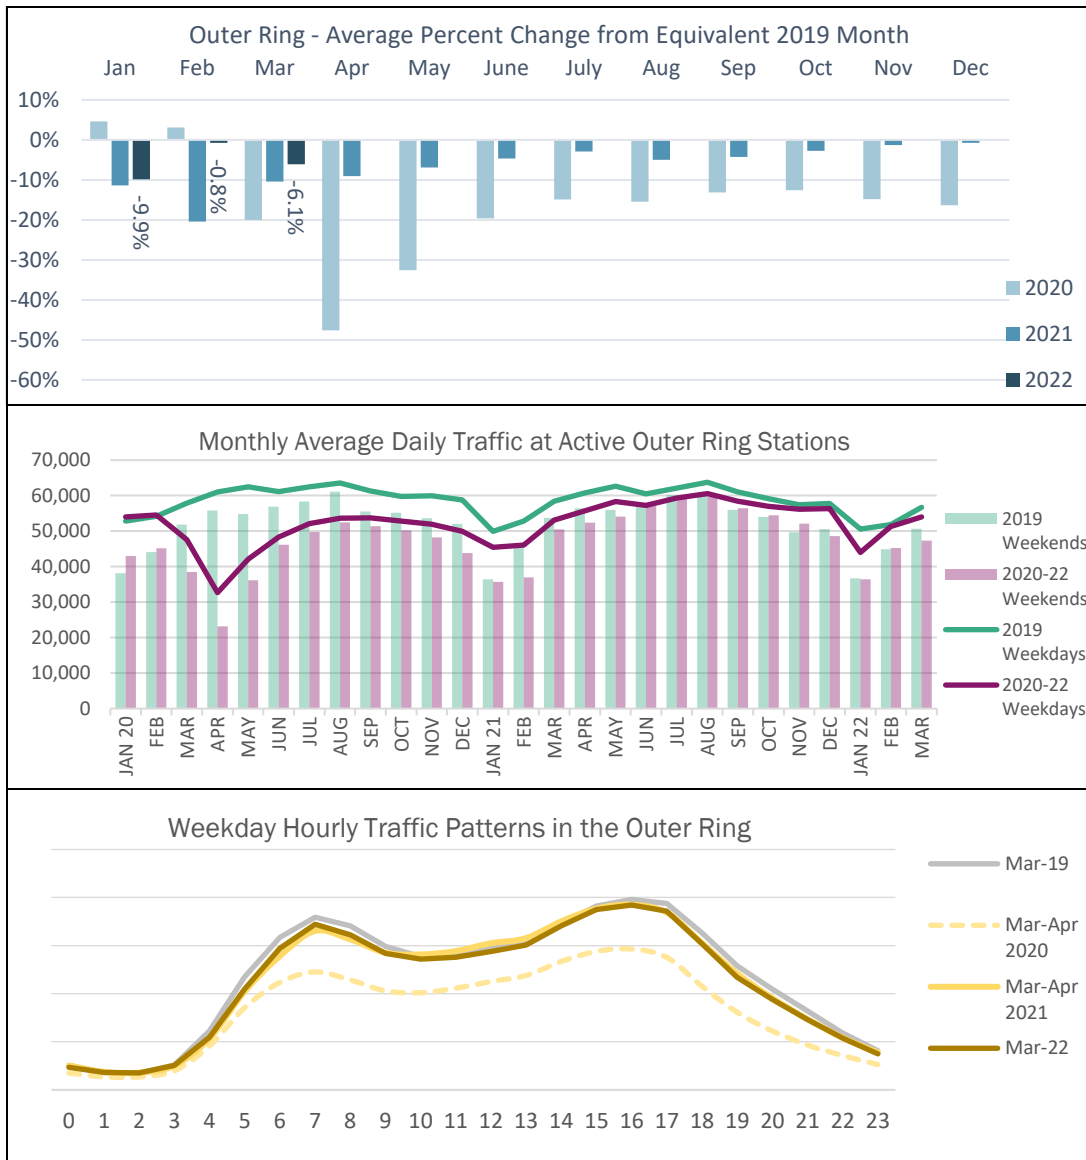 Outer Ring - Average Percent Change from Equivalent 2019 Month
Jan Feb Mar Apr May June July Aug Sep Oct Nov Dec
10%
0%
-10%
-20%
-30%
-40%
-50%
-60%
-9.9%
-0.8%
-6.1%
2020
2021
2022
Monthly Average Daily Traffic at Active Outer Ring Stations
70,000
60,000
50,000
40,000
30,000
20,000
10,000
0
JAN 20 FEB MAR APR MAY JUN JUL AUG SEP OCT NOV DEC JAN 21 FEB MAR APR MAY JUN JUL AUG SEP OCT NOV DEC JAN 22 FEB MAR
2019
Weekends
2020-22
Weekends
2019
Weekdays
2020-22
Weekdays
Weekday Hourly Traffic Patterns in the Outer Ring
Mar-19
Mar-Apr
2020
Mar-Apr
2021
Mar-22
0 1 2 3 4 5 6 7 8 9 10 11 12 13 14 15 16 17 18 19 20 21 22 23